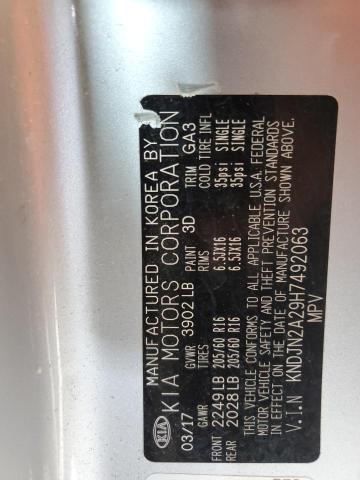 MANUFACTURED IN KOREA BY
KIA KIA MOTORS CORPORATION
03/17 GVWR 3902 LB PAINT 3D TRIM GA3
GAWR TIRES RIMS COLD TIRE INFL
FRONT 2249 LB 205/60 R16 6.5JX16 35psi SINGLE
REAR 2028 LB 205/60 R16 6.5JX16 35psi SINGLE
THIS VEHICLE CONFORMS TO ALL APPLICABLE U.S.A. FEDERAL
MOTOR VEHICLE SAFETY AND THEFT PREVENTION STANDARDS
IN EFFECT ON THE DATE OF MANUFACTURE SHOWN ABOVE.
V.I.N KNDJN2A29H7492063
MPV